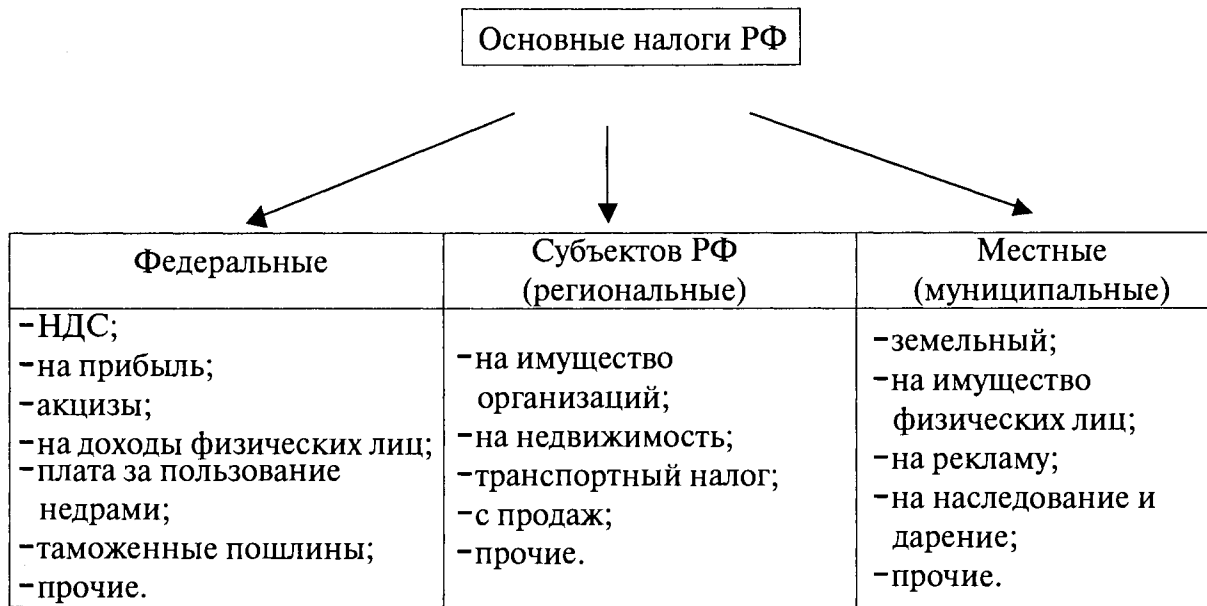 Основные налоги РФ
Федеральные
-НДС;
-на прибыль;
-акцизы;
-на доходы физических лиц;
-плата за пользование
недрами;
-таможенные пошлины;
-прочие.
Субъектов РФ
(региональные)
-на имущество
организаций;
-на недвижимость;
-транспортный налог;
-с продаж;
-прочие.
Местные
(муниципальные)
-земельный;
-на имущество
физических лиц;
-на рекламу;
-на наследование и
дарение;
-прочие.